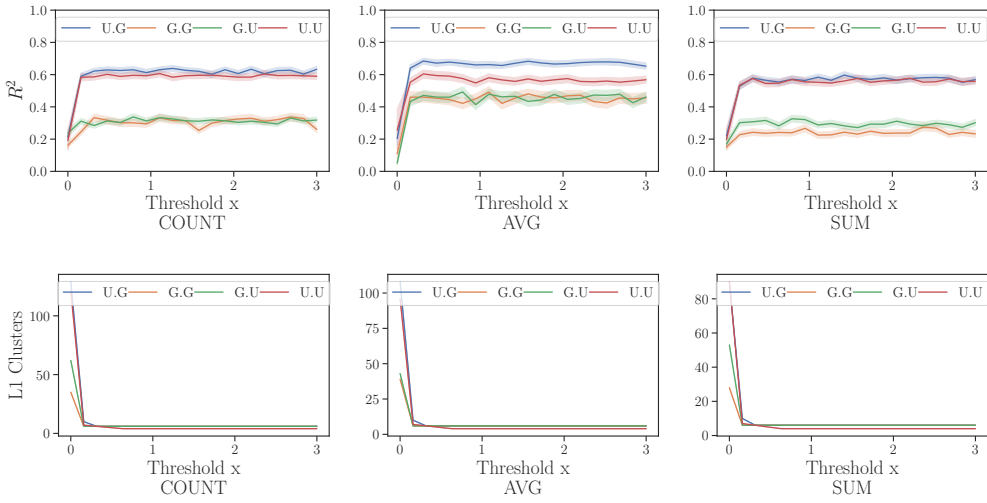 U.G G.G G.U U.U
U.G G.G G.U U.U
U.G G.G G.U U.U
R²
1.0
0.8
0.6
0.4
0.2
0.0
0 1 2 3
Threshold x
COUNT
1.0
0.8
0.6
0.4
0.2
0.0
0 1 2 3
Threshold x
AVG
1.0
0.8
0.6
0.4
0.2
0.0
0 1 2 3
Threshold x
SUM
U.G G.G G.U U.U
U.G G.G G.U U.U
U.G G.G G.U U.U
L1 Clusters
100
50
0
0 1 2 3
Threshold x
COUNT
100
75
50
25
0
0 1 2 3
Threshold x
AVG
80
60
40
20
0
0 1 2 3
Threshold x
SUM